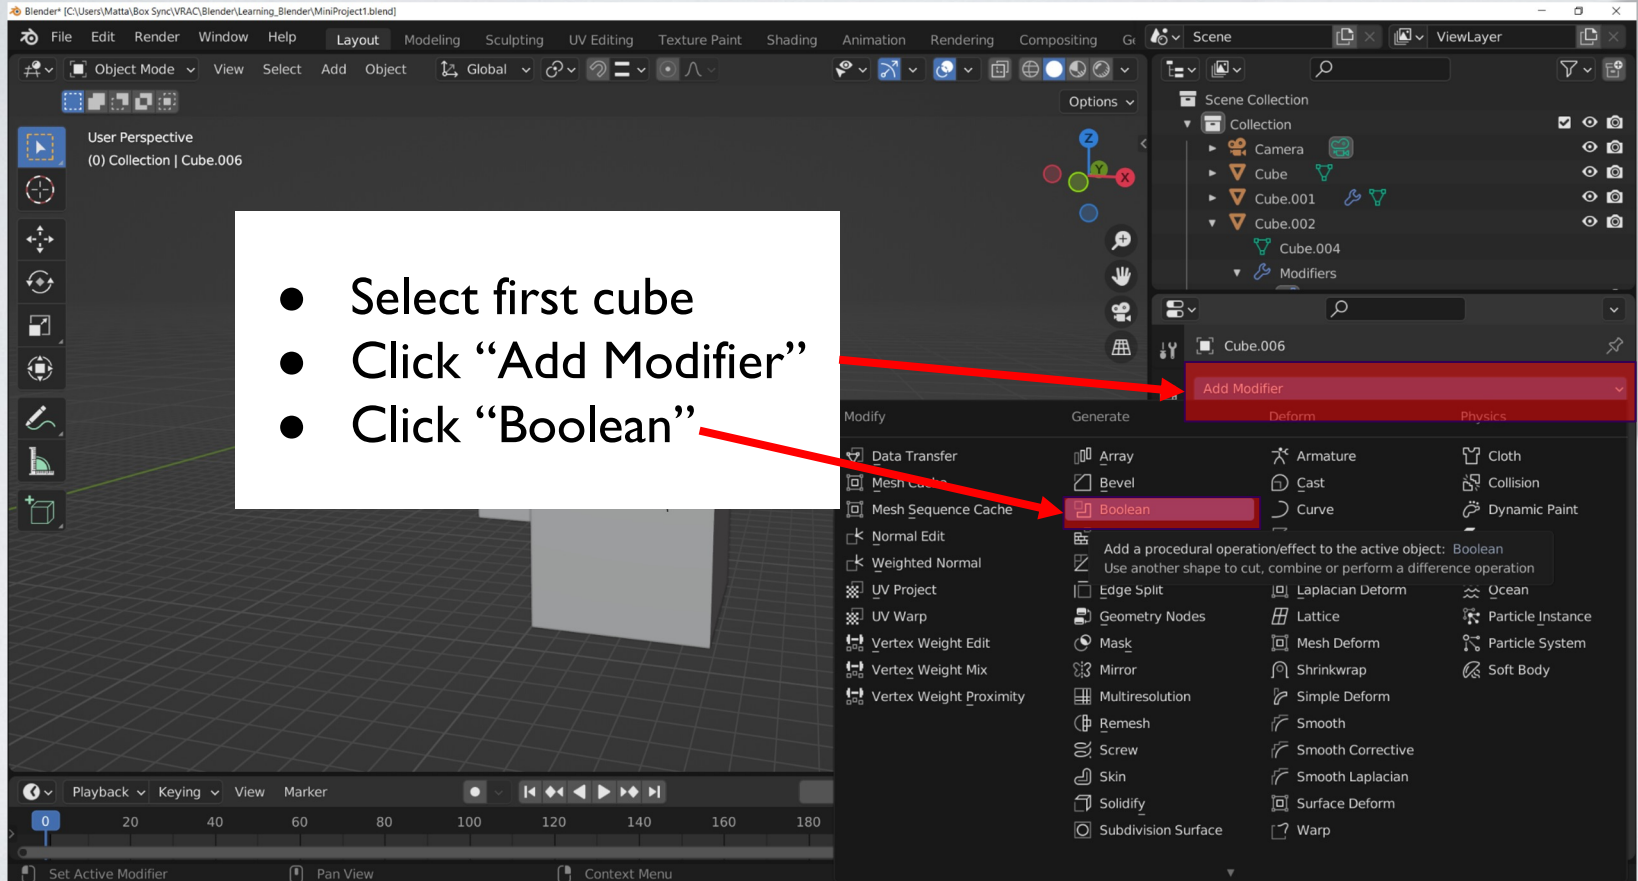 Blender* [C:\Users\Matta\Box Sync\VRAC\Blender\Learning_Blender\MiniProject1.blend]
File Edit Render Window Help Layout Modeling Sculpting UV Editing Texture Paint Shading Animation Rendering Compositing Scene ViewLayer
Object Mode View Select Add Object Global
Options
User Perspective
(0) Collection | Cube.006
Z
Y
X
Scene Collection
Collection
Camera
Cube
Cube.001
Cube.002
Cube.004
Modifiers
Cube.006
Add Modifier
● Select first cube
● Click “Add Modifier”
● Click “Boolean”
Modify Generate Deform Physics
Data Transfer Array Armature Cloth
Mesh Cache Bevel Cast Collision
Mesh Sequence Cache Boolean Curve Dynamic Paint
Normal Edit
Add a procedural operation/effect to the active object: Boolean
Weighted Normal
Use another shape to cut, combine or perform a difference operation
UV Project Edge Split Laplacian Deform Ocean
UV Warp Geometry Nodes Lattice Particle Instance
Vertex Weight Edit Mask Mesh Deform Particle System
Vertex Weight Mix Mirror Shrinkwrap Soft Body
Vertex Weight Proximity Multiresolution Simple Deform
Remesh Smooth
Screw Smooth Corrective
Skin Smooth Laplacian
Solidify Surface Deform
Subdivision Surface Warp
Playback Keying View Marker
0 20 40 60 80 100 120 140 160 180
Set Active Modifier Pan View Context Menu